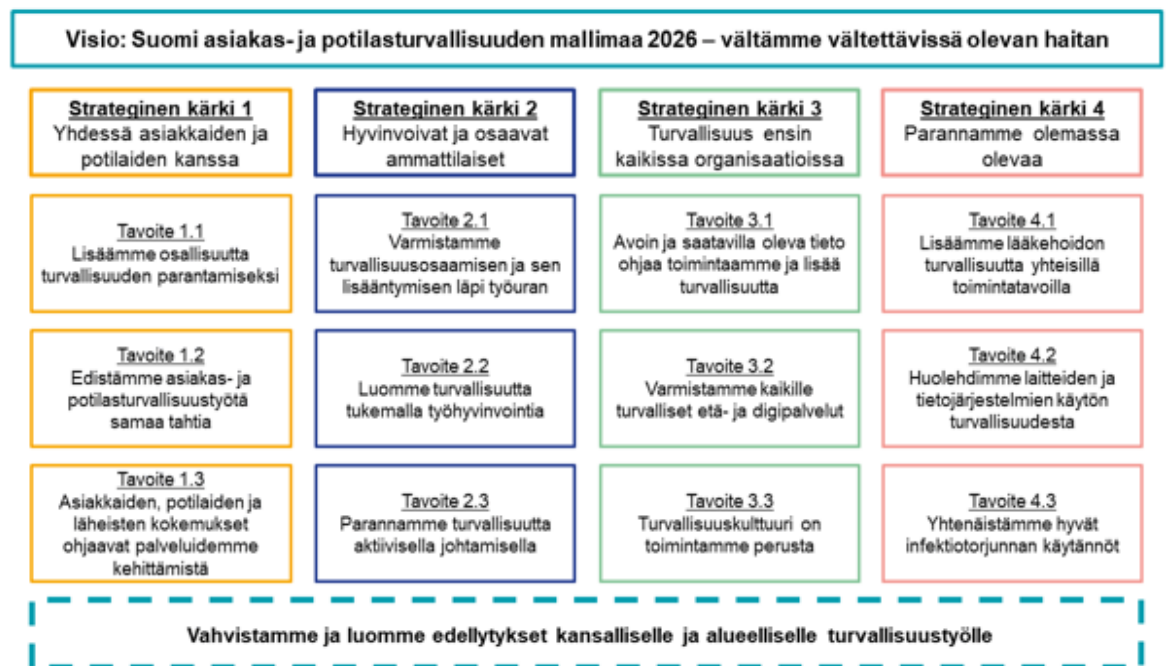 Visio: Suomi asiakas- ja potilasturvallisuuden mallimaa 2026 – vältämme vältettävissä olevan haitan
Strateginen kärki 1
Yhdessä asiakkaiden ja
potilaiden kanssa
Strateginen kärki 2
Hyvinvoivat ja osaavat
ammattilaiset
Strateginen kärki 3
Turvallisuus ensin
kaikissa organisaatioissa
Strateginen kärki 4
Parannamme olemassa
olevaa
Tavoite 1.1
Lisäämme osallisuutta
turvallisuuden parantamiseksi
Tavoite 2.1
Varmistamme
turvallisuusosaamisen ja sen
lisääntymisen läpi työuran
Tavoite 3.1
Avoin ja saatavilla oleva tieto
ohjaa toimintaamme ja lisää
turvallisuutta
Tavoite 4.1
Lisäämme lääkehoidon
turvallisuutta yhteisillä
toimintatavoilla
Tavoite 1.2
Edistämme asiakas- ja
potilasturvallisuustyötä
samaa tahtia
Tavoite 2.2
Luomme turvallisuutta
tukemalla työhyvinvointia
Tavoite 3.2
Varmistamme kaikille
turvalliset etä- ja digipalvelut
Tavoite 4.2
Huolehdimme laitteiden ja
tietojärjestelmien käytön
turvallisuudesta
Tavoite 1.3
Asiakkaiden, potilaiden ja
läheisten kokemukset
ohjaavat palveluidemme
kehittämistä
Tavoite 2.3
Parannamme turvallisuutta
aktiivisella johtamisella
Tavoite 3.3
Turvallisuuskulttuuri on
toimintamme perusta
Tavoite 4.3
Yhtenäistämme hyvät
infektiotorjunnan käytännöt
Vahvistamme ja luomme edellytykset kansalliselle ja alueelliselle turvallisuustyölle